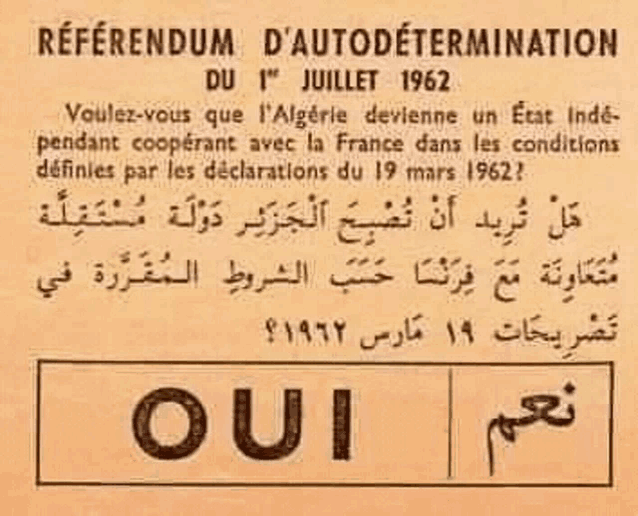 RÉFÉRENDUM D'AUTODÉTERMINATION
DU 1er JUILLET 1962
Voulez-vous que l'Algérie devienne un État indé-
pendant coopérant avec la France dans les conditions
définies par les déclarations du 19 mars 1962?
هَلْ تُرِيد أَنْ تُصْبِحَ اَلْجَزَئِر دَوْلَة مُسْتَقِلَّة
مُتَعَاوِنَة مَعَ فِرَنْسَا حَسَبَ الشروطِ المُقَرَّرة في
تَصْرِيحَات ١٩ مَارس ١٩٦٢؟
OUI نعم